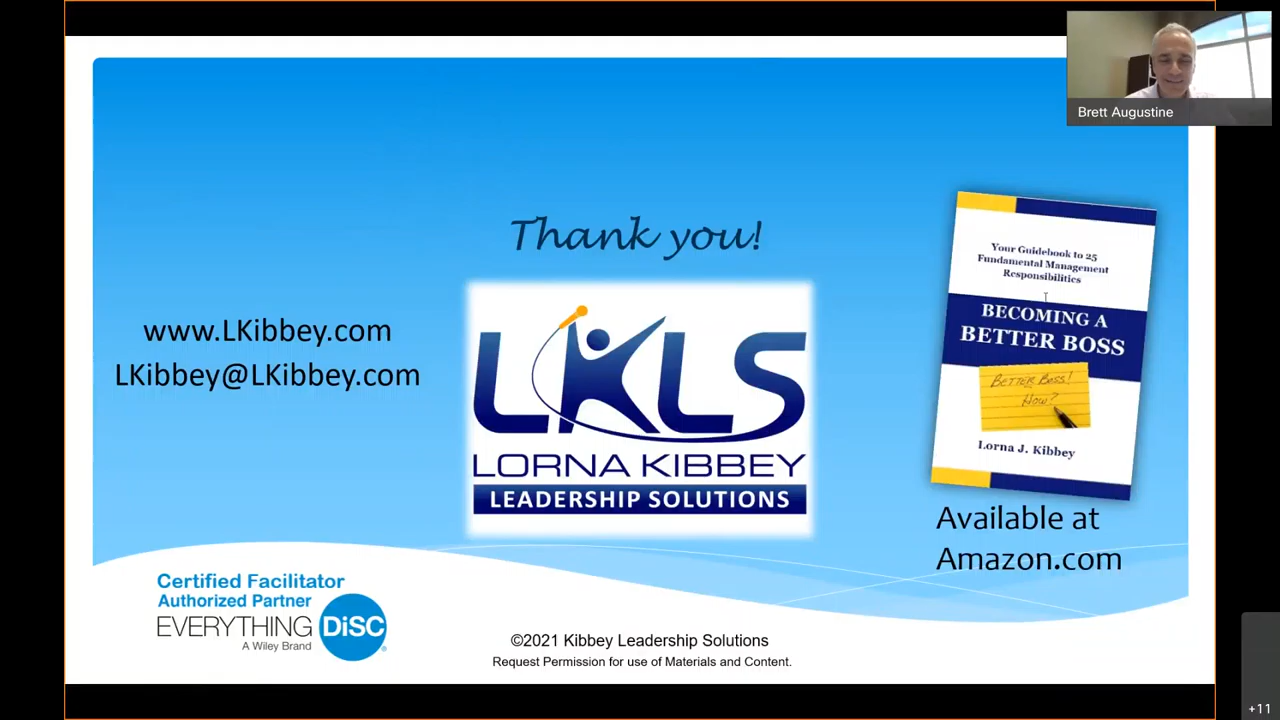 Brett Augustine
Thank you!
www.LKibbey.com
LKibbey@LKibbey.com
LKLS
LORNA KIBBEY
LEADERSHIP SOLUTIONS
Your Guidebook to 25
Fundamental Management
Responsibilities
BECOMING A
BETTER BOSS
BETTER BOSS!
HOW?
Lorna J. Kibbey
Available at
Amazon.com
Certified Facilitator
Authorized Partner
EVERYTHING DiSC
A Wiley Brand
©2021 Kibbey Leadership Solutions
Request Permission for use of Materials and Content.
+11